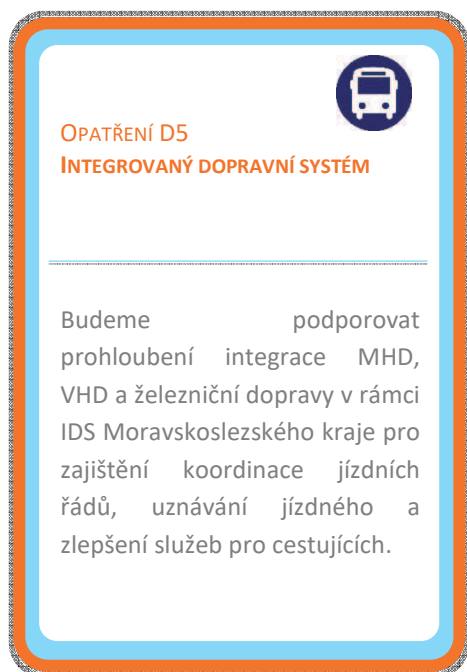 OPATŘENÍ D5
INTEGROVANÝ DOPRAVNÍ SYSTÉM
Budeme podporovat
prohloubení integrace MHD,
VHD a železniční dopravy v rámci
IDS Moravskoslezského kraje pro
zajištění koordinace jízdních
řádů, uznávání jízdného a
zlepšení služeb pro cestujících.